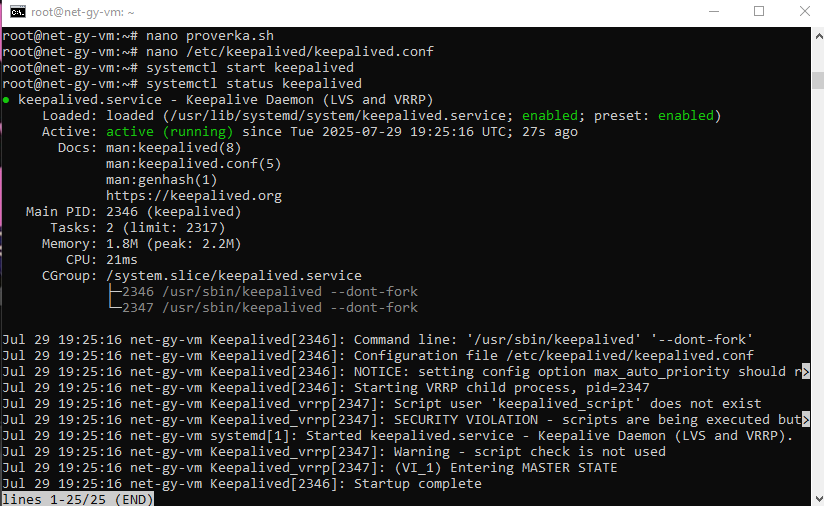 root@net-gy-vm: ~
root@net-gy-vm:~# nano proverka.sh
root@net-gy-vm:~# nano /etc/keepalived/keepalived.conf
root@net-gy-vm:~# systemctl start keepalived
root@net-gy-vm:~# systemctl status keepalived
● keepalived.service - Keepalive Daemon (LVS and VRRP)
Loaded: loaded (/usr/lib/systemd/system/keepalived.service; enabled; preset: enabled)
Active: active (running) since Tue 2025-07-29 19:25:16 UTC; 27s ago
Docs: man:keepalived(8)
man:keepalived.conf(5)
man:genhash(1)
https://keepalived.org
Main PID: 2346 (keepalived)
Tasks: 2 (limit: 2317)
Memory: 1.8M (peak: 2.2M)
CPU: 21ms
CGroup: /system.slice/keepalived.service
├─2346 /usr/sbin/keepalived --dont-fork
└─2347 /usr/sbin/keepalived --dont-fork
Jul 29 19:25:16 net-gy-vm Keepalived[2346]: Command line: '/usr/sbin/keepalived' '--dont-fork'
Jul 29 19:25:16 net-gy-vm Keepalived[2346]: Configuration file /etc/keepalived/keepalived.conf
Jul 29 19:25:16 net-gy-vm Keepalived[2346]: NOTICE: setting config option max_auto_priority should r>
Jul 29 19:25:16 net-gy-vm Keepalived[2346]: Starting VRRP child process, pid=2347
Jul 29 19:25:16 net-gy-vm Keepalived_vrrp[2347]: Script user 'keepalived_script' does not exist
Jul 29 19:25:16 net-gy-vm Keepalived_vrrp[2347]: SECURITY VIOLATION - scripts are being executed but>
Jul 29 19:25:16 net-gy-vm systemd[1]: Started keepalived.service - Keepalive Daemon (LVS and VRRP).
Jul 29 19:25:16 net-gy-vm Keepalived_vrrp[2347]: Warning - script check is not used
Jul 29 19:25:16 net-gy-vm Keepalived_vrrp[2347]: (VI_1) Entering MASTER STATE
Jul 29 19:25:16 net-gy-vm Keepalived[2346]: Startup complete
lines 1-25/25 (END)